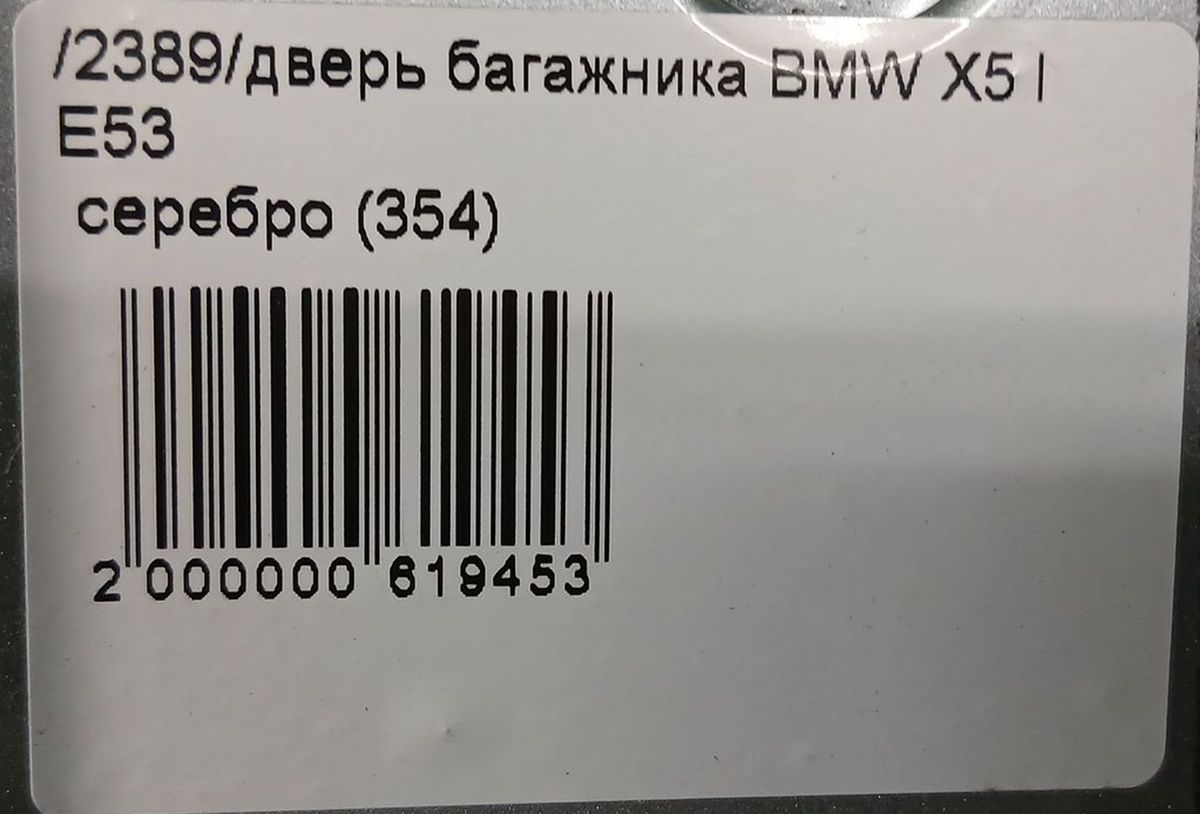 /2389/дверь багажника BMW X5 I
E53
серебро (354)
2 000000 619453